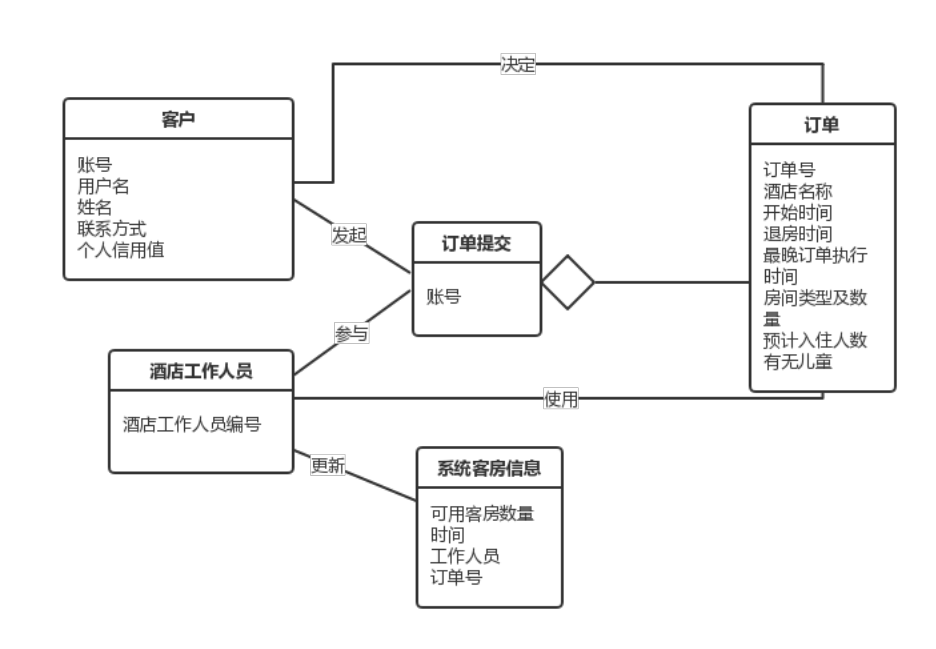 决定
客户
账号
用户名
姓名
联系方式
个人信用值
订单
订单号
酒店名称
开始时间
退房时间
最晚订单执行
时间
房间类型及数
量
预计入住人数
有无儿童
发起
订单提交
账号
参与
酒店工作人员
酒店工作人员编号
使用
更新
系统客房信息
可用客房数量
时间
工作人员
订单号